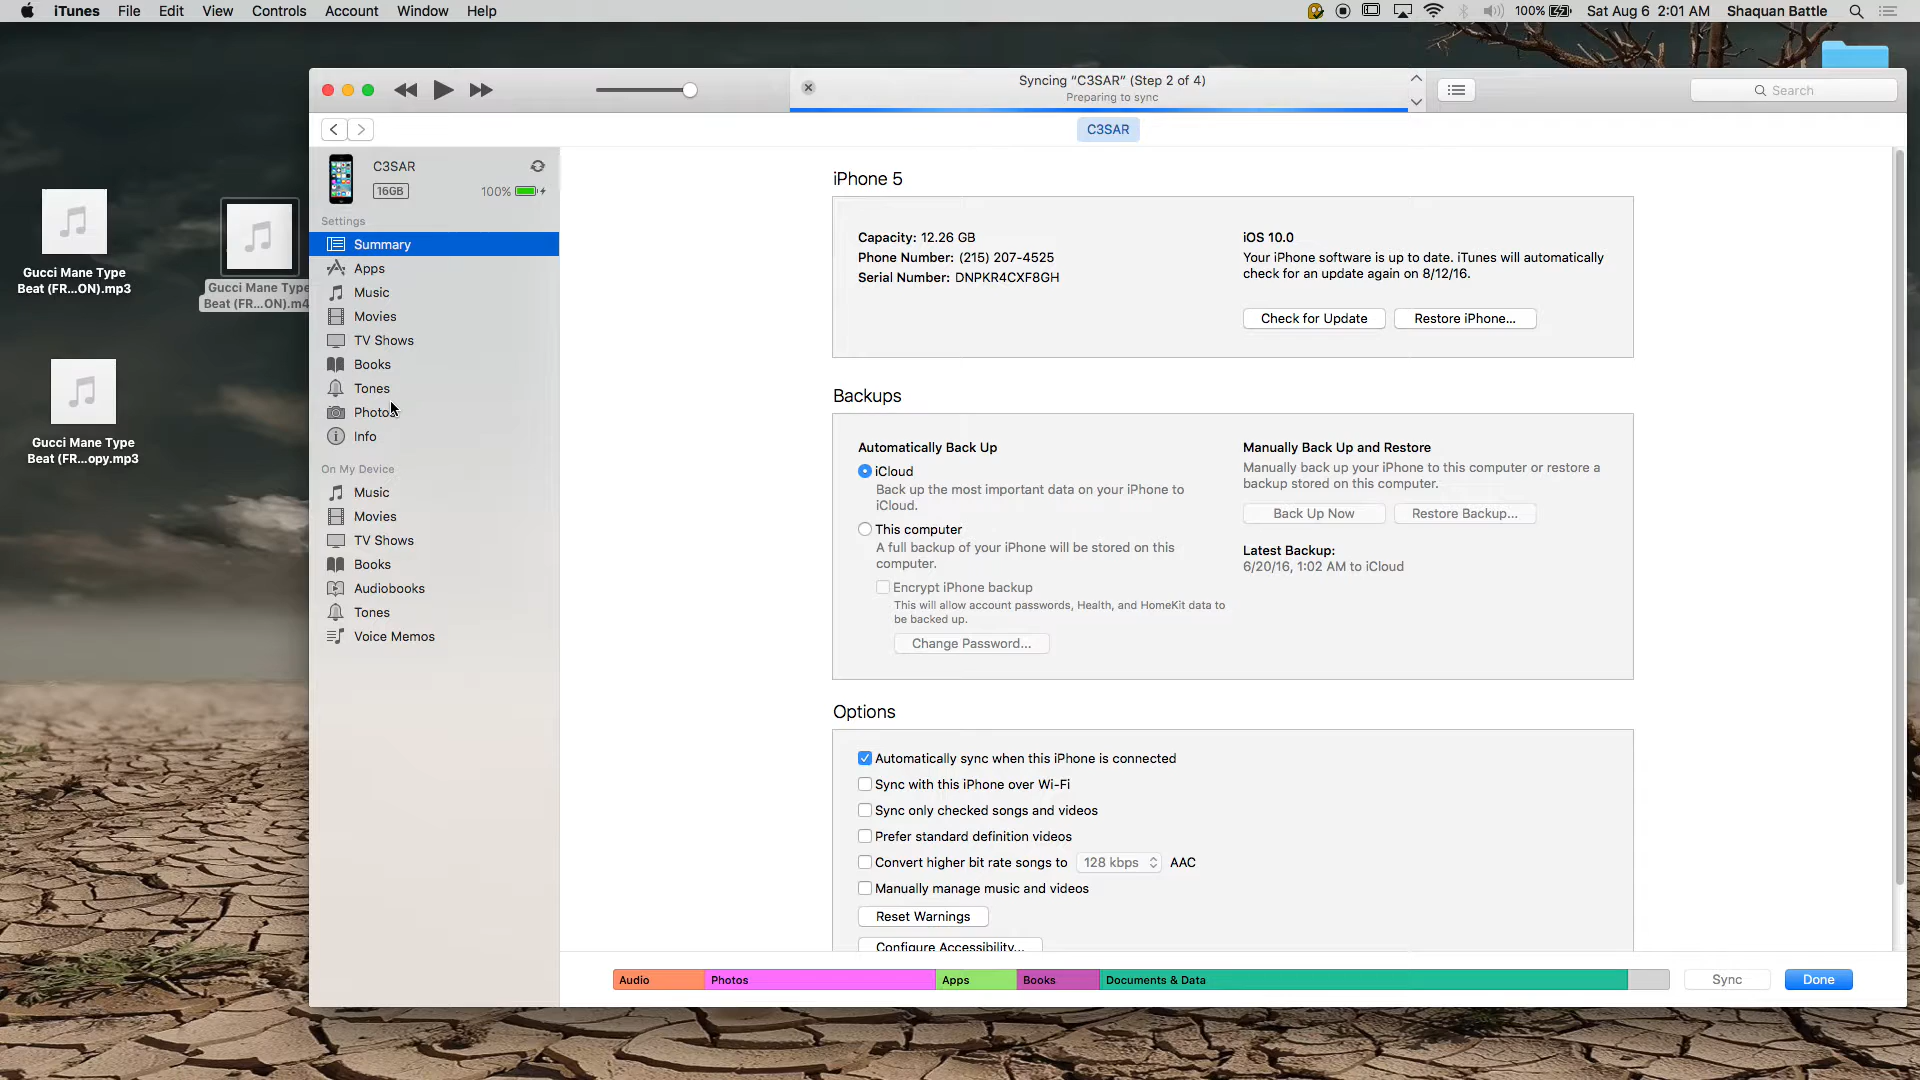 iTunes File Edit View Controls Account Window Help 100% Sat Aug 6 2:01 AM Shaquan Battle
Syncing “C3SAR” (Step 2 of 4)
Preparing to sync
Search
C3SAR
C3SAR
16GB 100%
Settings
Summary
Apps
Music
Movies
TV Shows
Books
Tones
Photos
Info
On My Device
Music
Movies
TV Shows
Books
Audiobooks
Tones
Voice Memos
Gucci Mane Type
Beat (FR...ON).mp3
Gucci Mane Type
Beat (FR...ON).m4
Gucci Mane Type
Beat (FR...opy.mp3
iPhone 5
Capacity: 12.26 GB
Phone Number: (215) 207-4525
Serial Number: DNPKR4CXF8GH
iOS 10.0
Your iPhone software is up to date. iTunes will automatically
check for an update again on 8/12/16.
Check for Update Restore iPhone...
Backups
Automatically Back Up
iCloud
Back up the most important data on your iPhone to
iCloud.
This computer
A full backup of your iPhone will be stored on this
computer.
Encrypt iPhone backup
This will allow account passwords, Health, and HomeKit data to
be backed up.
Change Password...
Manually Back Up and Restore
Manually back up your iPhone to this computer or restore a
backup stored on this computer.
Back Up Now Restore Backup...
Latest Backup:
6/20/16, 1:02 AM to iCloud
Options
Automatically sync when this iPhone is connected
Sync with this iPhone over Wi-Fi
Sync only checked songs and videos
Prefer standard definition videos
Convert higher bit rate songs to 128 kbps AAC
Manually manage music and videos
Reset Warnings
Configure Accessibility...
Audio Photos Apps Books Documents & Data Sync Done